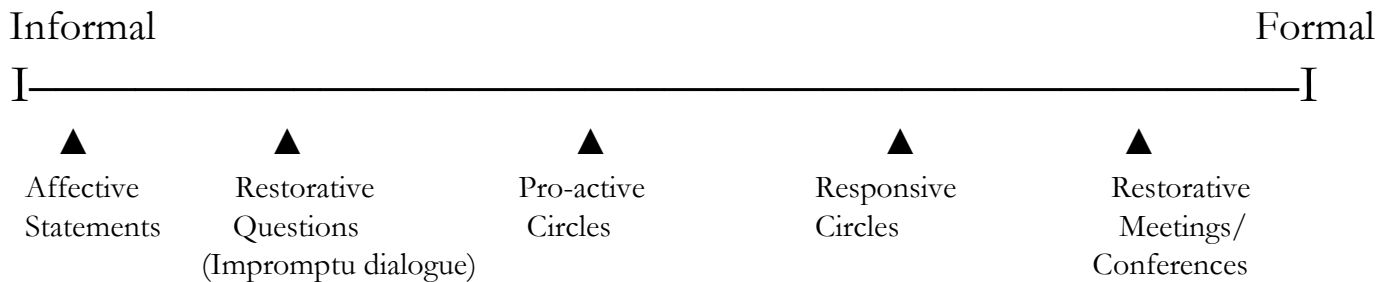 Informal Formal
I I
▲ ▲ ▲ ▲ ▲
Affective Restorative Pro-active Responsive Restorative
Statements Questions Circles Circles Meetings/
(Impromptu dialogue) Conferences